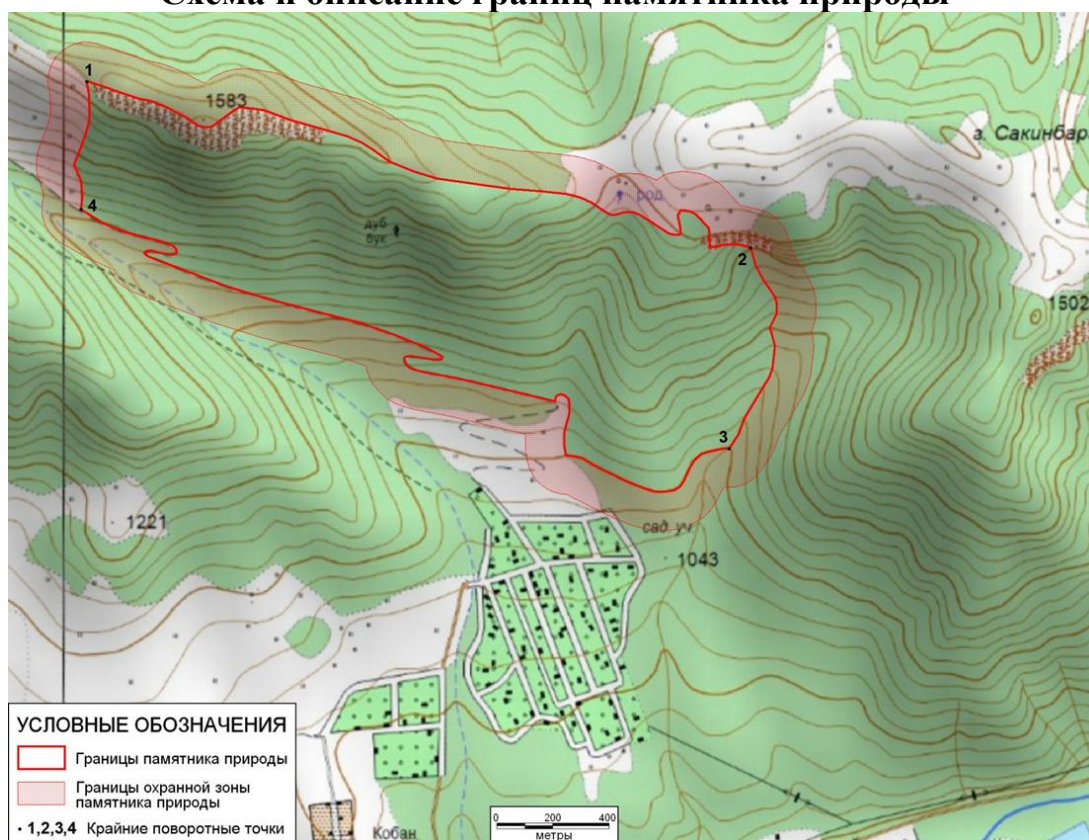 Схема и описание границ памятника природы
1
1583
г. Сакинбар
род.
4
дуб
бук
2
1502
3
1221
сад. уч.
1043
УСЛОВНЫЕ ОБОЗНАЧЕНИЯ
Границы памятника природы
Границы охранной зоны
памятника природы
• 1,2,3,4 Крайние поворотные точки
Кобан
0 200 400
метры